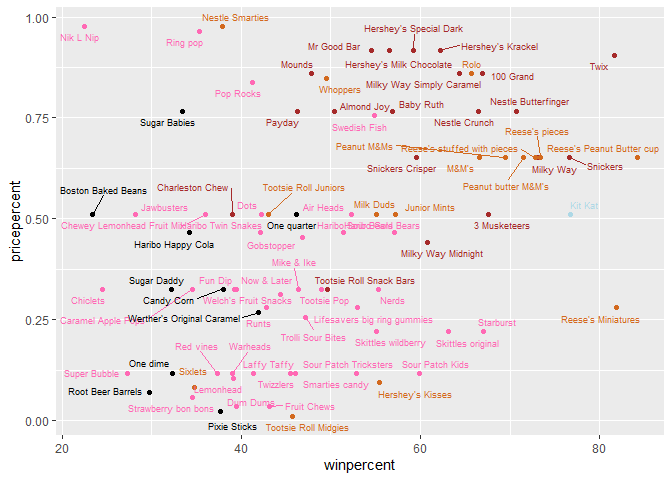 1.00
Nik L Nip
Nestle Smarties
Ring pop
Hershey's Special Dark
Mr Good Bar
Hershey's Krackel
Twix
Mounds
Hershey's Milk Chocolate
Rolo
100 Grand
Whoppers
Milky Way Simply Caramel
Pop Rocks
0.75
Sugar Babies
Payday
Almond Joy
Baby Ruth
Nestle Butterfinger
Swedish Fish
Nestle Crunch
Reese's pieces
Peanut M&Ms
Reese's stuffed with pieces
Reese's Peanut Butter cup
Snickers Crisper
M&M's
Milky Way
Snickers
Peanut butter M&M's
Boston Baked Beans
Charleston Chew
Tootsie Roll Juniors
Jawbusters
Dots
Air Heads
Milk Duds
Junior Mints
Kit Kat
0.50
Chewey Lemonhead Fruit Mix
Haribo Twin Snakes
One quarter
Haribo Gold Bears
3 Musketeers
Haribo Happy Cola
Gobstopper
Milky Way Midnight
Mike & Ike
Sugar Daddy
Fun Dip
Now & Later
Tootsie Roll Snack Bars
Chiclets
Candy Corn
Welch's Fruit Snacks
Tootsie Pop
Nerds
Caramel Apple Pops
Werther's Original Caramel
Runts
Lifesavers big ring gummies
Starburst
Reese's Miniatures
0.25
Trolli Sour Bites
Skittles wildberry
Skittles original
Red vines
Warheads
One dime
Sixlets
Laffy Taffy
Sour Patch Tricksters
Sour Patch Kids
Super Bubble
Root Beer Barrels
Lemonhead
Twizzlers
Smarties candy
Hershey's Kisses
Strawberry bon bons
Dum Dums
Fruit Chews
Pixie Sticks
Tootsie Roll Midgies
0.00
20
40
60
80
winpercent
pricepercent